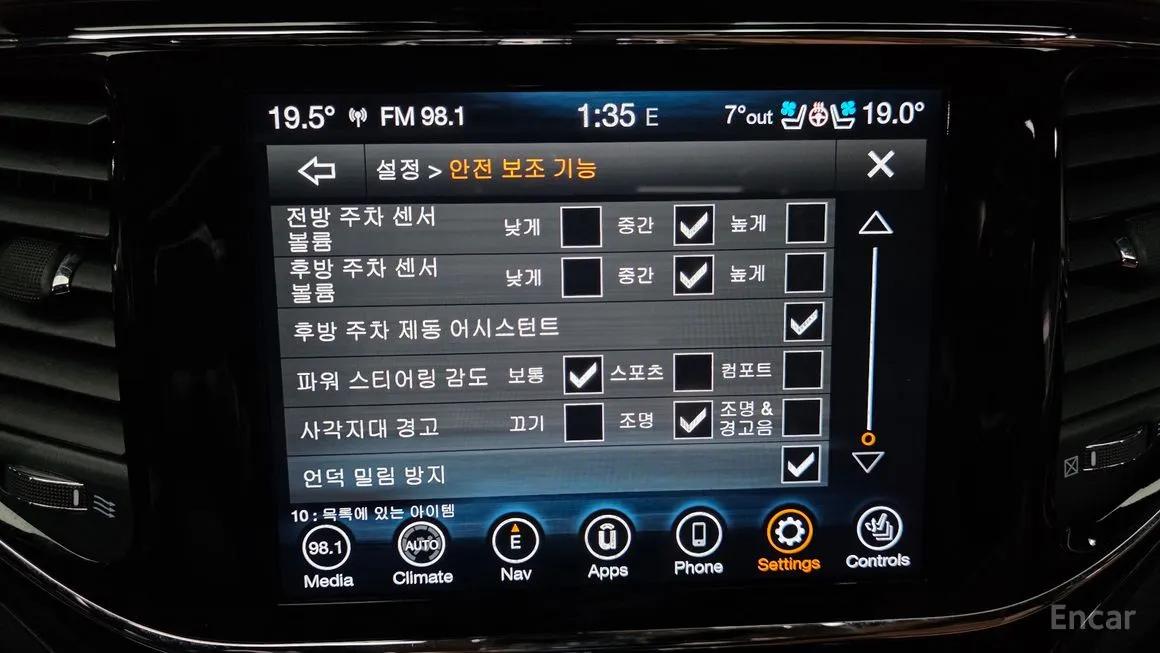 19.5° FM 98.1 1:35 E 7°out 19.0°
설정 > 안전 보조 기능
전방 주차 센서 볼륨 낮게 중간 높게
후방 주차 센서 볼륨 낮게 중간 높게
후방 주차 제동 어시스턴트
파워 스티어링 감도 보통 스포츠 컴포트
사각지대 경고 끄기 조명 조명 & 경고음
언덕 밀림 방지
10 : 목록에 있는 아이템
98.1 AUTO E
Media Climate Nav Apps Phone Settings Controls
Encar